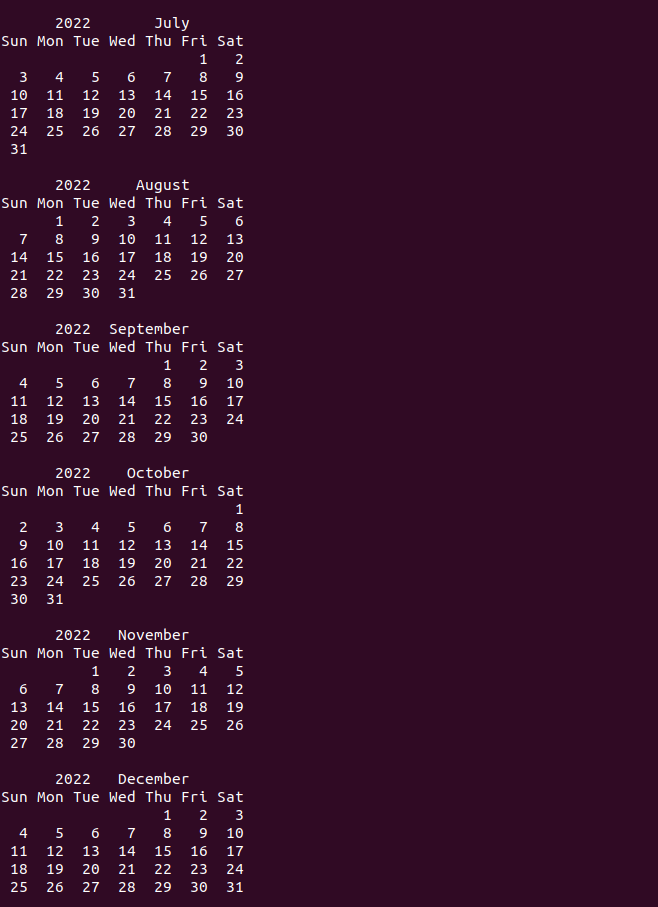 2022       July
Sun Mon Tue Wed Thu Fri Sat
                      1   2
  3   4   5   6   7   8   9
 10  11  12  13  14  15  16
 17  18  19  20  21  22  23
 24  25  26  27  28  29  30
 31
      2022     August
Sun Mon Tue Wed Thu Fri Sat
      1   2   3   4   5   6
  7   8   9  10  11  12  13
 14  15  16  17  18  19  20
 21  22  23  24  25  26  27
 28  29  30  31
      2022  September
Sun Mon Tue Wed Thu Fri Sat
                  1   2   3
  4   5   6   7   8   9  10
 11  12  13  14  15  16  17
 18  19  20  21  22  23  24
 25  26  27  28  29  30
      2022    October
Sun Mon Tue Wed Thu Fri Sat
                          1
  2   3   4   5   6   7   8
  9  10  11  12  13  14  15
 16  17  18  19  20  21  22
 23  24  25  26  27  28  29
 30  31
      2022   November
Sun Mon Tue Wed Thu Fri Sat
          1   2   3   4   5
  6   7   8   9  10  11  12
 13  14  15  16  17  18  19
 20  21  22  23  24  25  26
 27  28  29  30
      2022   December
Sun Mon Tue Wed Thu Fri Sat
                  1   2   3
  4   5   6   7   8   9  10
 11  12  13  14  15  16  17
 18  19  20  21  22  23  24
 25  26  27  28  29  30  31